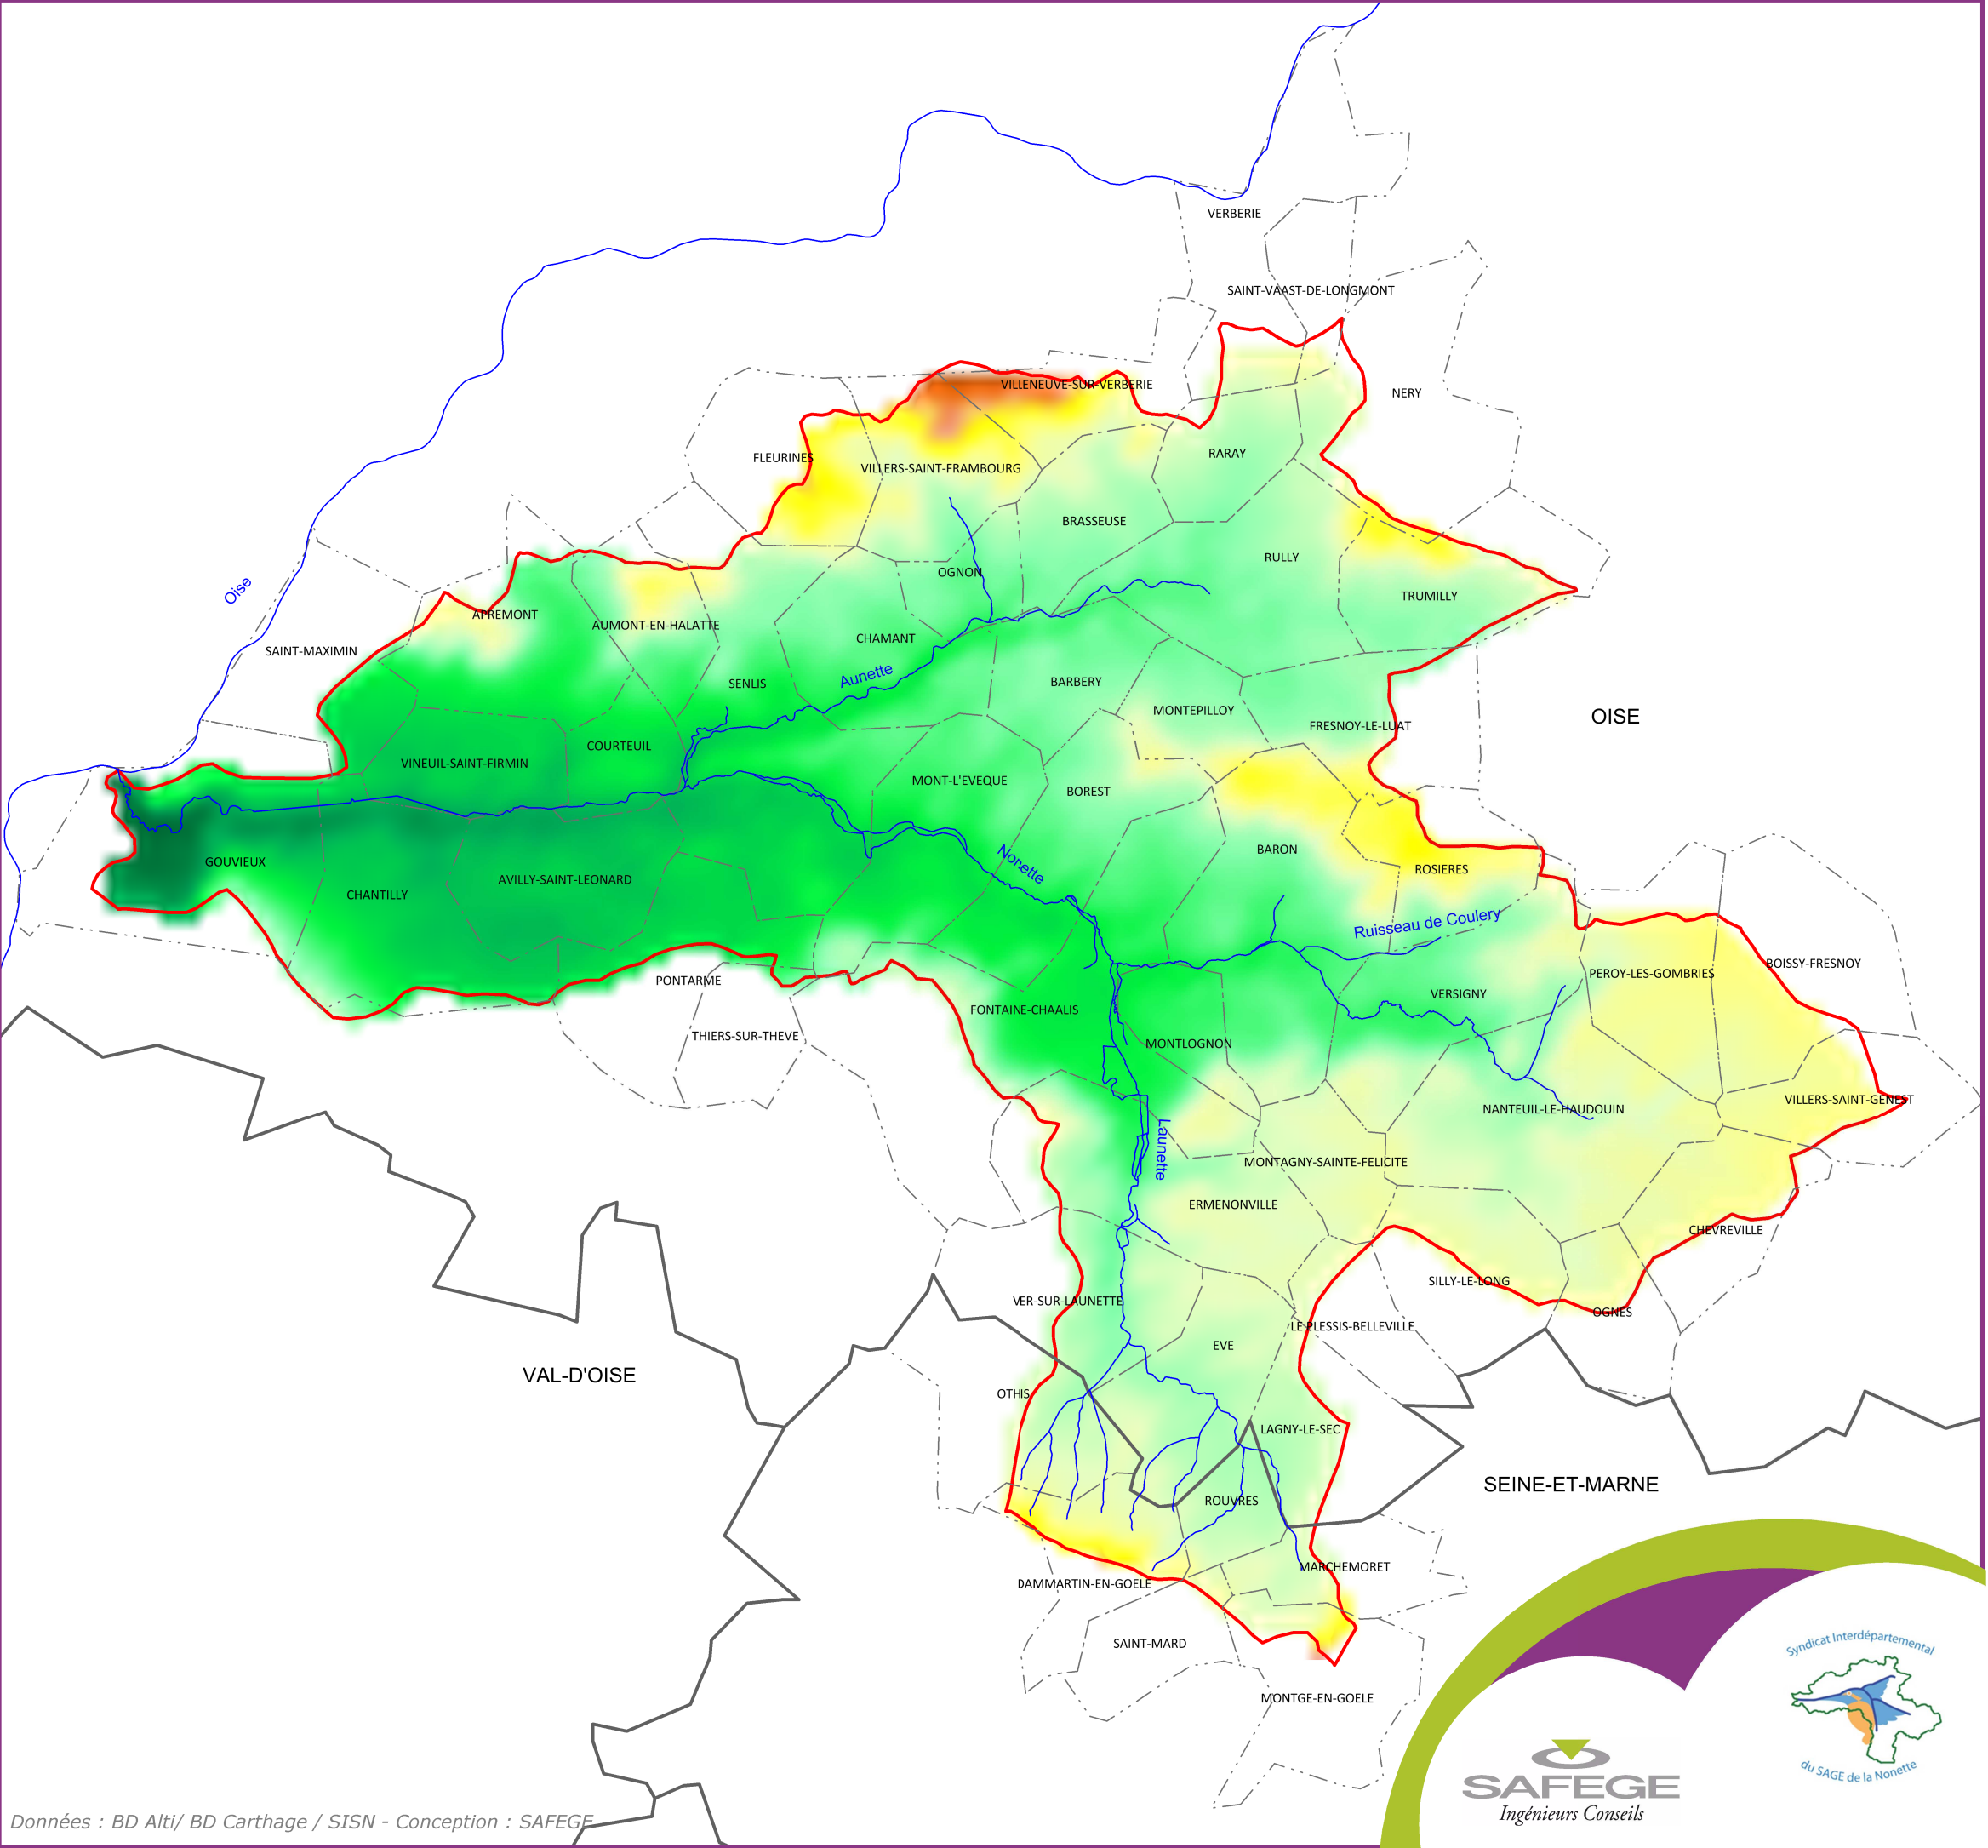 VERBERIE
SAINT-VAAST-DE-LONGMONT
VILLENEUVE-SUR-VERBERIE
NERY
FLEURINES
VILLERS-SAINT-FRAMBOURG
RARAY
BRASSEUSE
RULLY
OGNON
Oise
APREMONT
AUMONT-EN-HALATTE
CHAMANT
TRUMILLY
SAINT-MAXIMIN
SENLIS
Aunette
BARBERY
MONTEPILLOY
FRESNOY-LE-LUAT
OISE
COURTEUIL
VINEUIL-SAINT-FIRMIN
MONT-L'EVEQUE
BOREST
GOUVIEUX
CHANTILLY
AVILLY-SAINT-LEONARD
Nonette
BARON
ROSIERES
Ruisseau de Coulery
PONTARME
PEROY-LES-GOMBRIES
BOISSY-FRESNOY
VERSIGNY
FONTAINE-CHAALIS
THIERS-SUR-THEVE
MONTLOGNON
NANTEUIL-LE-HAUDOUIN
VILLERS-SAINT-GENEST
Launette
MONTAGNY-SAINTE-FELICITE
ERMENONVILLE
CHEVREVILLE
SILLY-LE-LONG
VER-SUR-LAUNETTE
OGNES
LE PLESSIS-BELLEVILLE
EVE
VAL-D'OISE
OTHIS
LAGNY-LE-SEC
SEINE-ET-MARNE
ROUVRES
MARCHEMORET
DAMMARTIN-EN-GOELE
SAINT-MARD
MONTGE-EN-GOELE
Syndicat Interdépartemental
du SAGE de la Nonette
SAFEGE
Ingénieurs Conseils
Données : BD Alti/ BD Carthage / SISN - Conception : SAFEGE